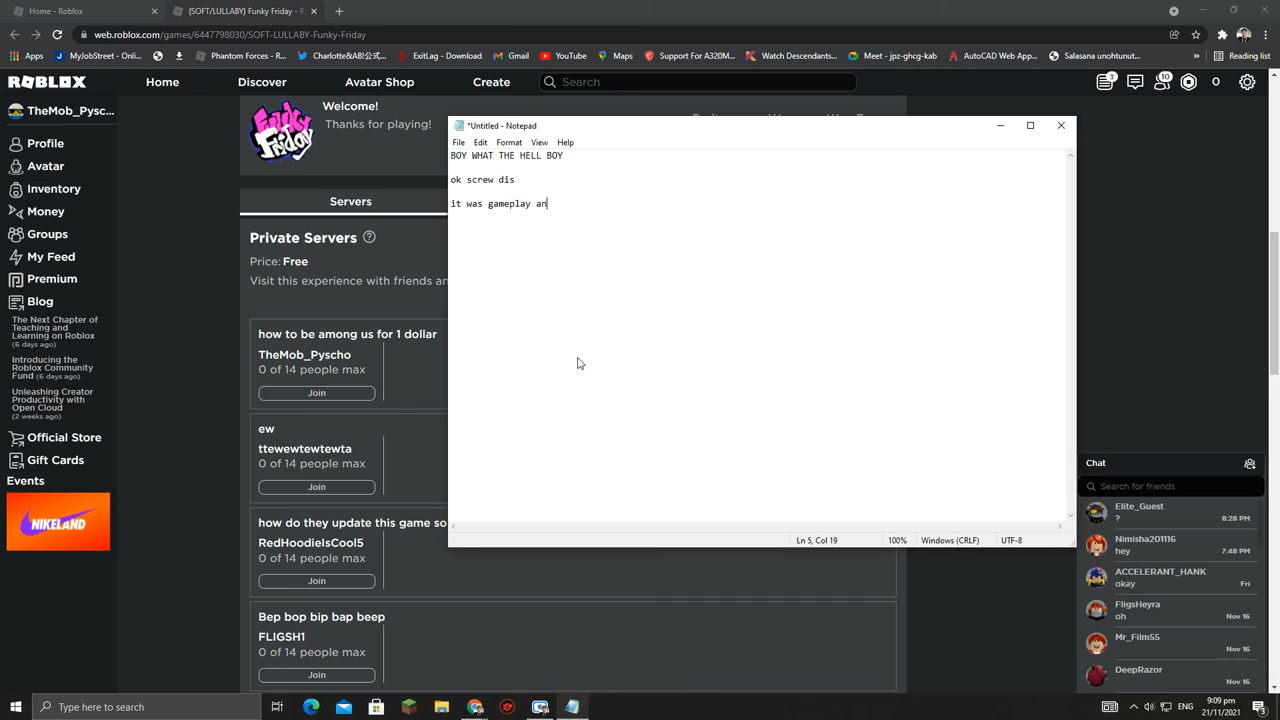 Home - Roblox
[SOFT/LULLABY] Funky Friday - R
web.roblox.com/games/6447798030/SOFT-LULLABY-Funky-Friday
Apps
MyJobStreet - Onli...
Phantom Forces - R...
Charlotte&AB!公式...
ExitLag - Download
Gmail
YouTube
Maps
Support For A320M...
Watch Descendants...
Meet - jpz-ghcg-kab
AutoCAD Web App...
Salasana unohtunut...
»
Reading list
ROBLOX
Home
Discover
Avatar Shop
Create
Search
3
10
0
TheMob_Pysc...
Profile
Avatar
Inventory
Money
Groups
My Feed
Premium
Blog
The Next Chapter of
Teaching and
Learning on Roblox
(6 days ago)
Introducing the
Roblox Community
Fund (6 days ago)
Unleashing Creator
Productivity with
Open Cloud
(2 weeks ago)
Official Store
Gift Cards
Events
NIKELAND
Funky Friday
Welcome!
Thanks for playing!
Servers
Private Servers
Price: Free
Visit this experience with friends an
how to be among us for 1 dollar
TheMob_Pyscho
0 of 14 people max
Join
ew
ttewewtewtewta
0 of 14 people max
Join
how do they update this game so
RedHoodieIsCool5
0 of 14 people max
Join
Bep bop bip bap beep
FLIGSH1
0 of 14 people max
Join
*Untitled - Notepad
File Edit Format View Help
BOY WHAT THE HELL BOY
ok screw dis
it was gameplay an
Ln 5, Col 19
100%
Windows (CRLF)
UTF-8
Chat
Search for friends
Elite_Guest
? 8:28 PM
Nimisha201116
hey 7:48 PM
ACCELERANT_HANK
okay Fri
FligsHeyra
oh Nov 16
Mr_Film55
Nov 16
DeepRazor
Nov 16
Type here to search
9:09 pm
21/11/2021
3